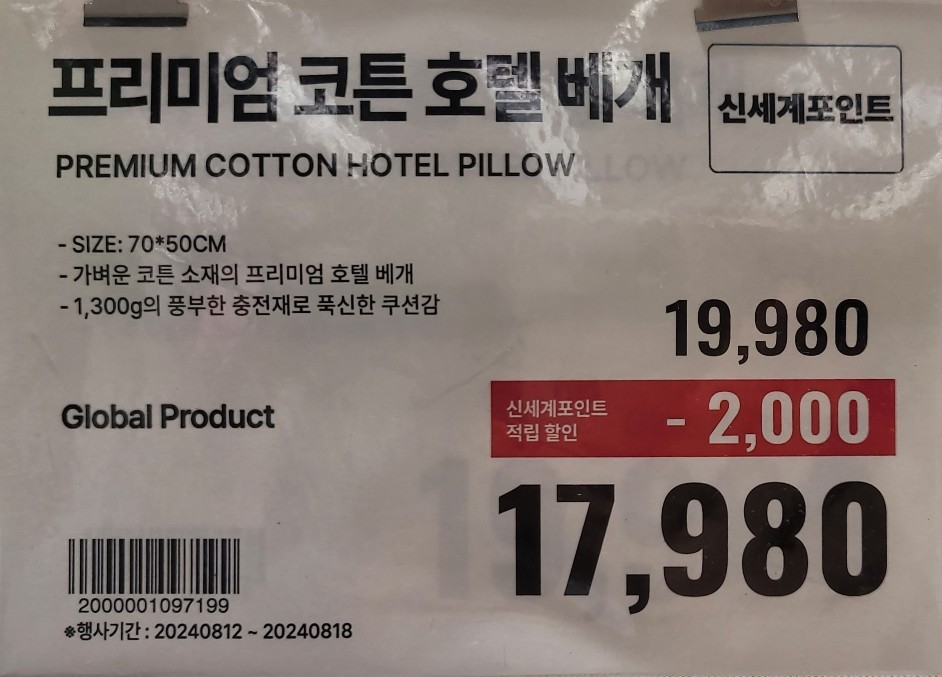 프리미엄 코튼 호텔 베개
신세계포인트
PREMIUM COTTON HOTEL PILLOW
- SIZE: 70*50CM
- 가벼운 코튼 소재의 프리미엄 호텔 베개
- 1,300g의 풍부한 충전재로 푹신한 쿠션감
19,980
Global Product
신세계포인트
적립 할인
- 2,000
17,980
2000001097199
※행사기간 : 20240812 ~ 20240818